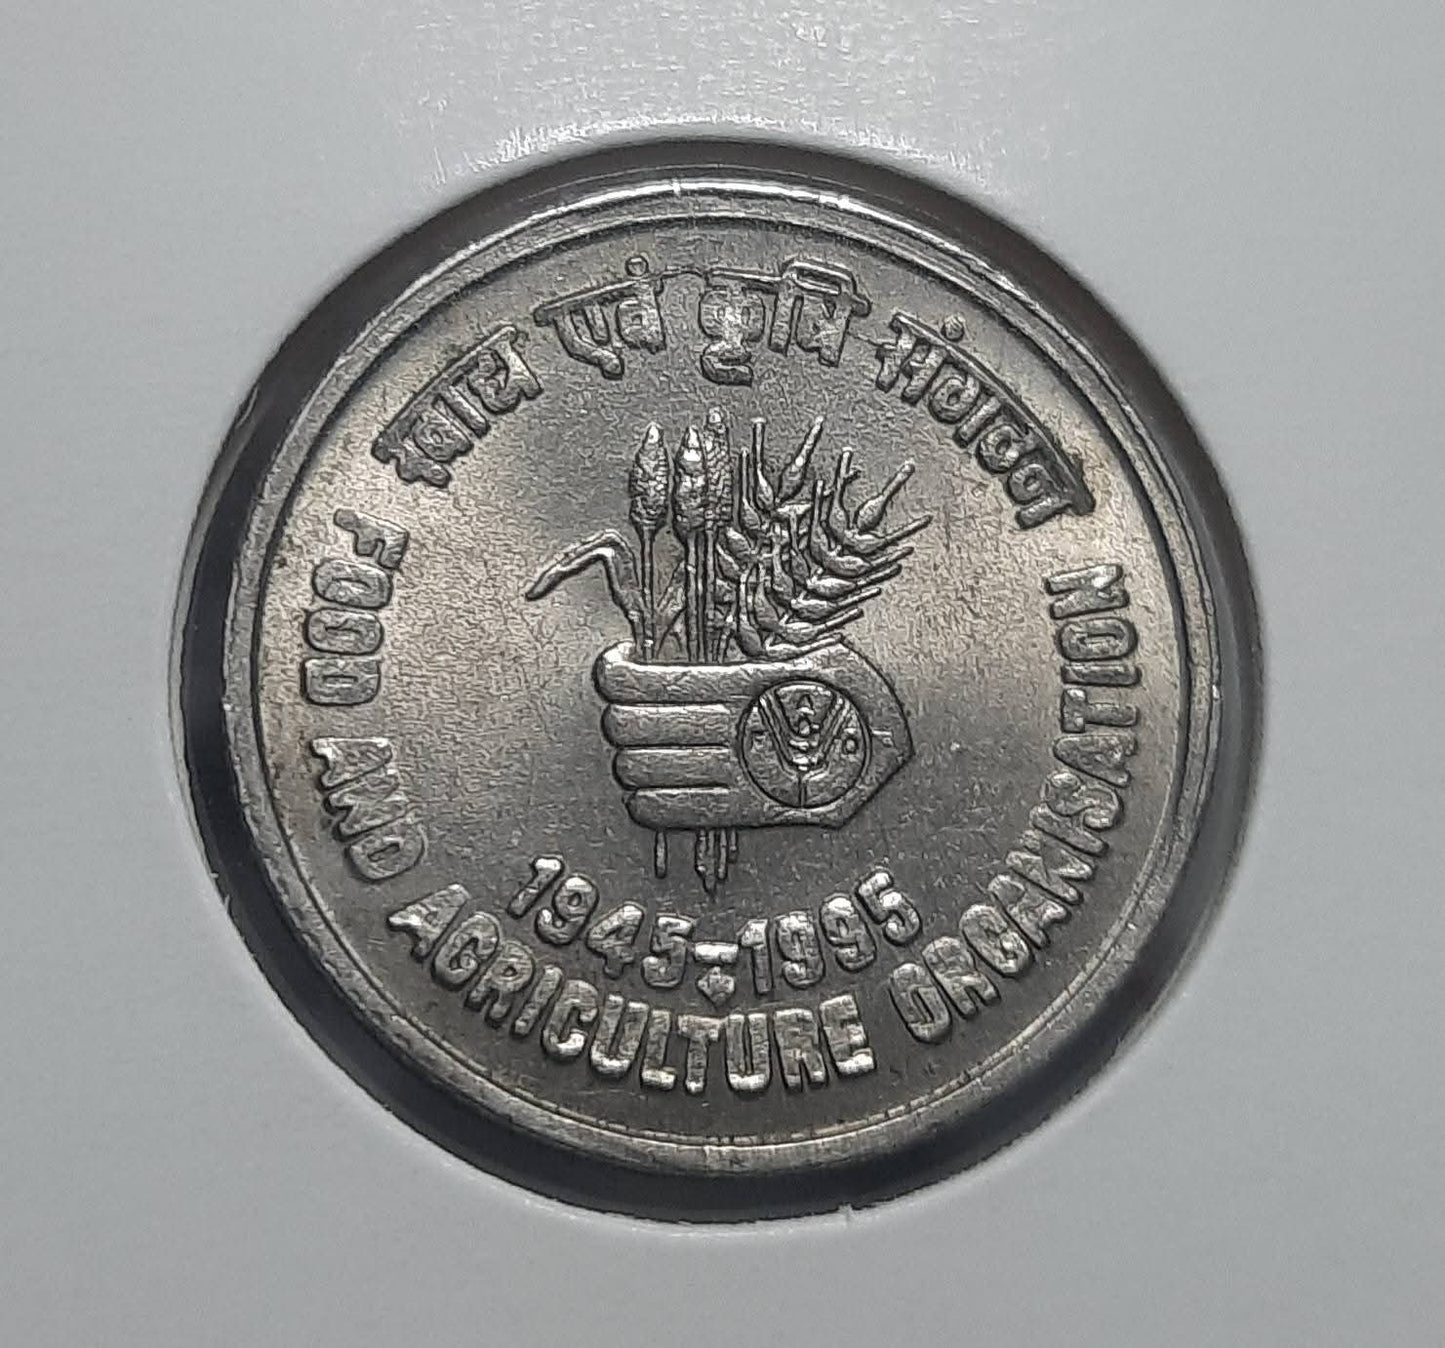 खाद्य एवं कृषि संगठन
FOOD AND AGRICULTURE ORGANISATION
1945-1995